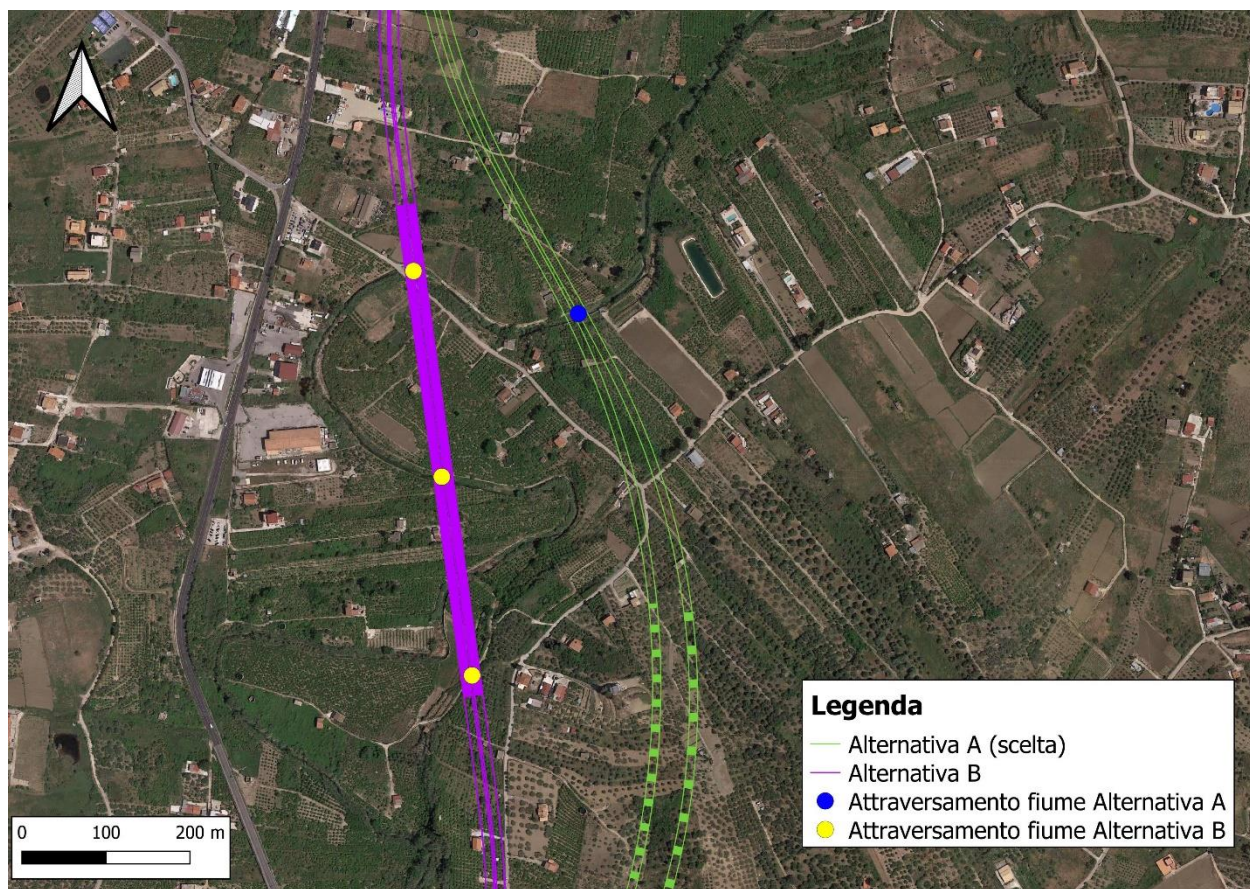 Legenda
Alternativa A (scelta)
Alternativa B
Attraversamento fiume Alternativa A
Attraversamento fiume Alternativa B
0 100 200 m